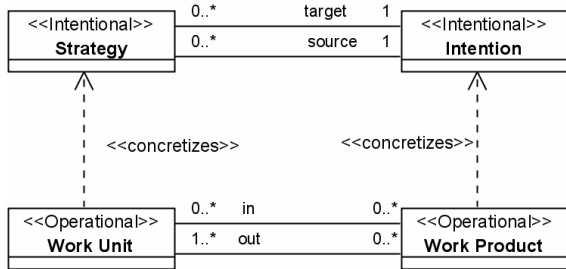 <<Intentional>> 0..* target 1 <<Intentional>>
Strategy 0..* source 1 Intention
<<concretizes>> <<concretizes>>
<<Operational>> 0..* in 0..* <<Operational>>
Work Unit 1..* out 0..* Work Product